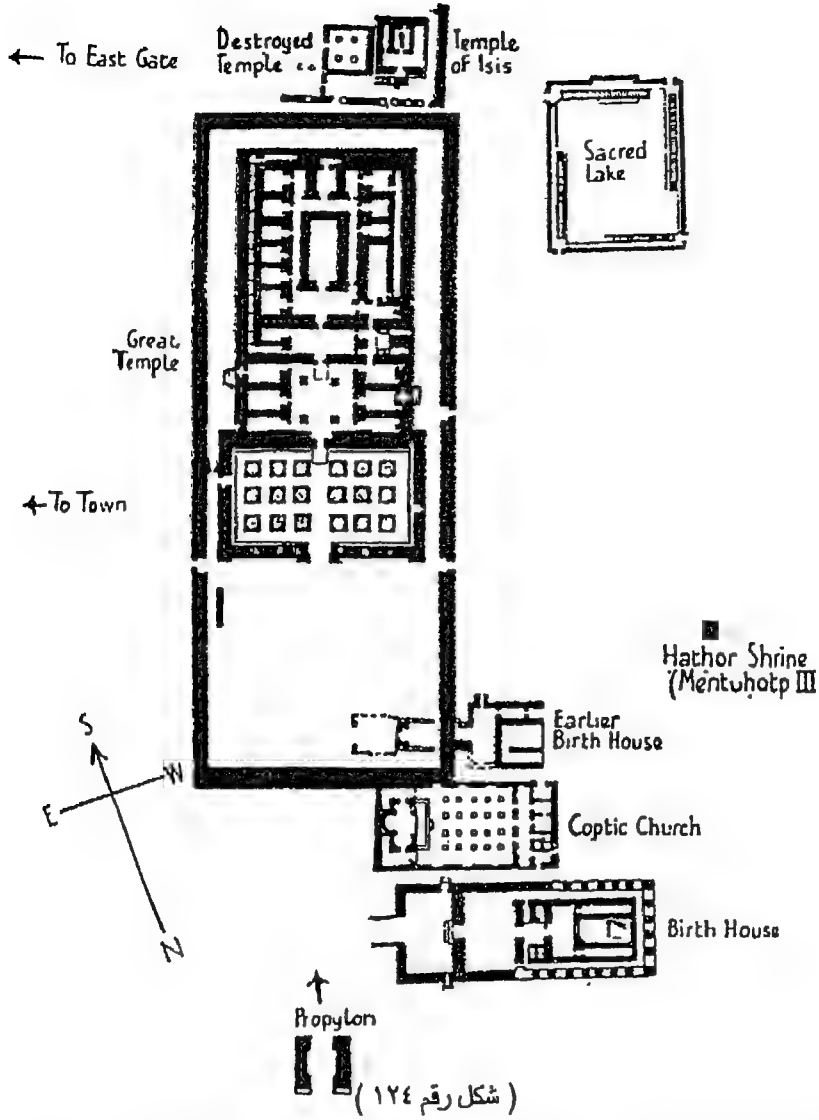 ← To East Gate
Destroyed
Temple
Temple
of Isis
Sacred
Lake
Great
Temple
← To Town
Hathor Shrine
(Mentuhotp III
Earlier
Birth House
S
E
W
N
Coptic Church
Birth House
Propylon
( شكل رقم ١٢٤ )